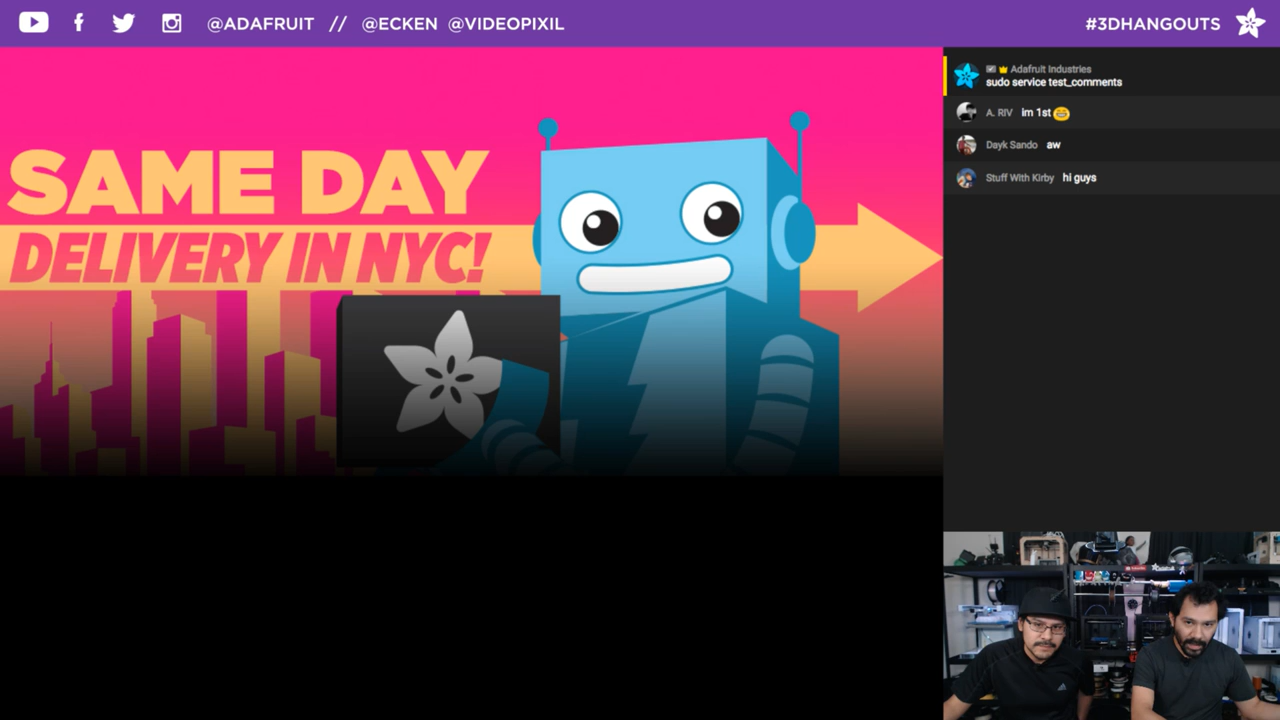 @ADAFRUIT // @ECKEN @VIDEOPIXIL
#3DHANGOUTS
SAME DAY
DELIVERY IN NYC!
Adafruit Industries
sudo service test_comments
A. RIV im 1st😂
Dayk Sando aw
Stuff With Kirby hi guys